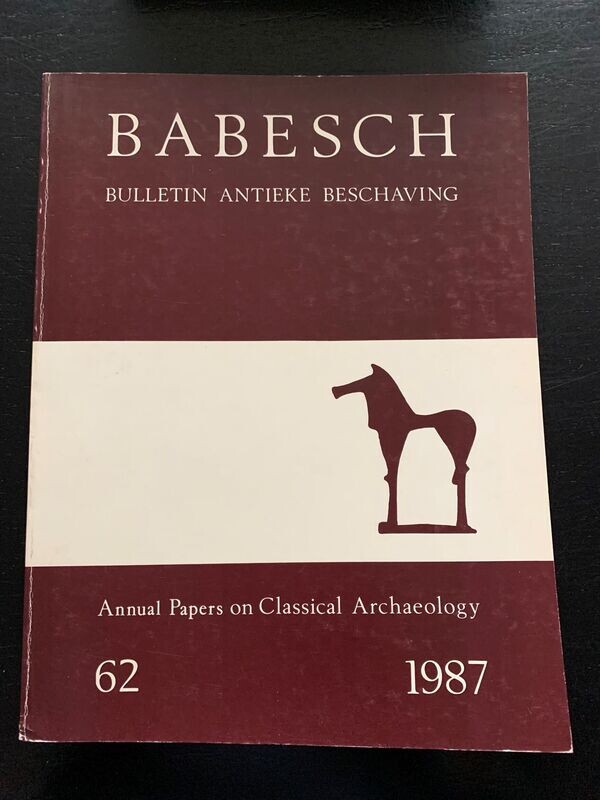 BABESCH
BULLETIN ANTIEKE BESCHAVING
Annual Papers on Classical Archaeology
62 1987